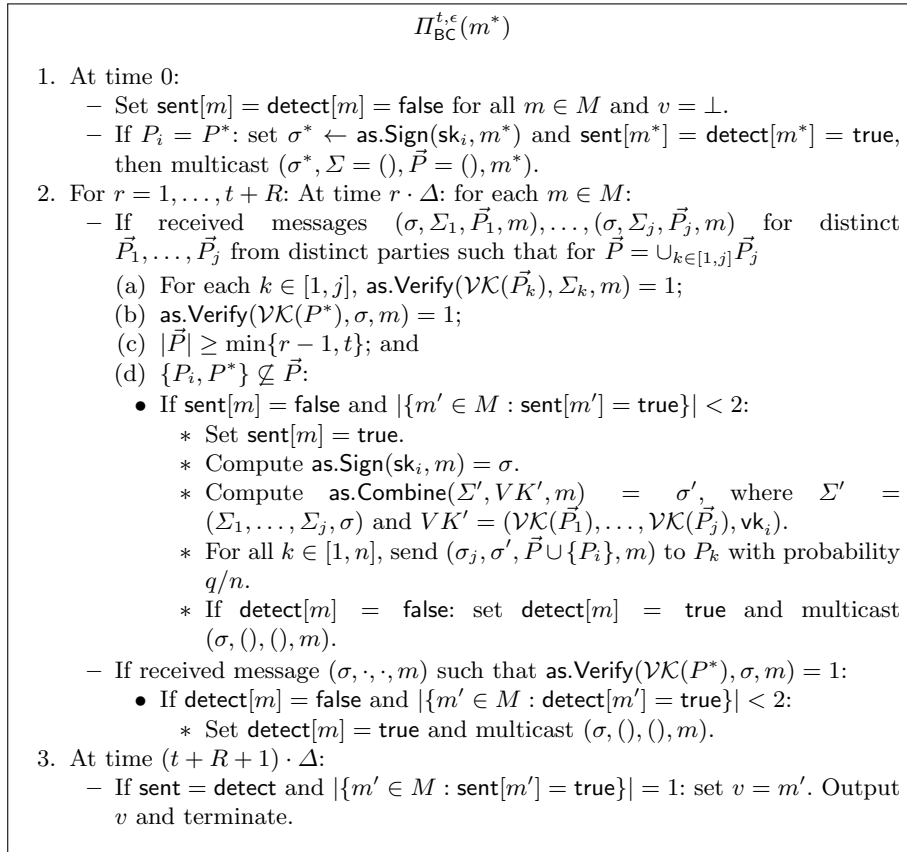 Π_BC^{t,ϵ}(m*)
1. At time 0:
– Set sent[m] = detect[m] = false for all m ∈ M and v = ⊥.
– If P_i = P*: set σ* ← as.Sign(sk_i, m*) and sent[m*] = detect[m*] = true,
then multicast (σ*, Σ = (), P⃗ = (), m*).
2. For r = 1, . . . , t + R: At time r · Δ: for each m ∈ M:
– If received messages (σ, Σ_1, P⃗_1, m), . . . , (σ, Σ_j, P⃗_j, m) for distinct
P⃗_1, . . . , P⃗_j from distinct parties such that for P⃗ = ∪_{k∈[1,j]} P⃗_j
(a) For each k ∈ [1, j], as.Verify(𝒱𝒦(P⃗_k), Σ_k, m) = 1;
(b) as.Verify(𝒱𝒦(P*), σ, m) = 1;
(c) |P⃗| ≥ min{r − 1, t}; and
(d) {P_i, P*} ⊈ P⃗:
• If sent[m] = false and |{m′ ∈ M : sent[m′] = true}| < 2:
∗ Set sent[m] = true.
∗ Compute as.Sign(sk_i, m) = σ.
∗ Compute as.Combine(Σ′, VK′, m) = σ′, where Σ′ =
(Σ_1, . . . , Σ_j, σ) and VK′ = (𝒱𝒦(P⃗_1), . . . , 𝒱𝒦(P⃗_j), vk_i).
∗ For all k ∈ [1, n], send (σ_j, σ′, P⃗ ∪ {P_i}, m) to P_k with probability
q/n.
∗ If detect[m] = false: set detect[m] = true and multicast
(σ, (), (), m).
– If received message (σ, ·, ·, m) such that as.Verify(𝒱𝒦(P*), σ, m) = 1:
• If detect[m] = false and |{m′ ∈ M : detect[m′] = true}| < 2:
∗ Set detect[m] = true and multicast (σ, (), (), m).
3. At time (t + R + 1) · Δ:
– If sent = detect and |{m′ ∈ M : sent[m′] = true}| = 1: set v = m′. Output
v and terminate.